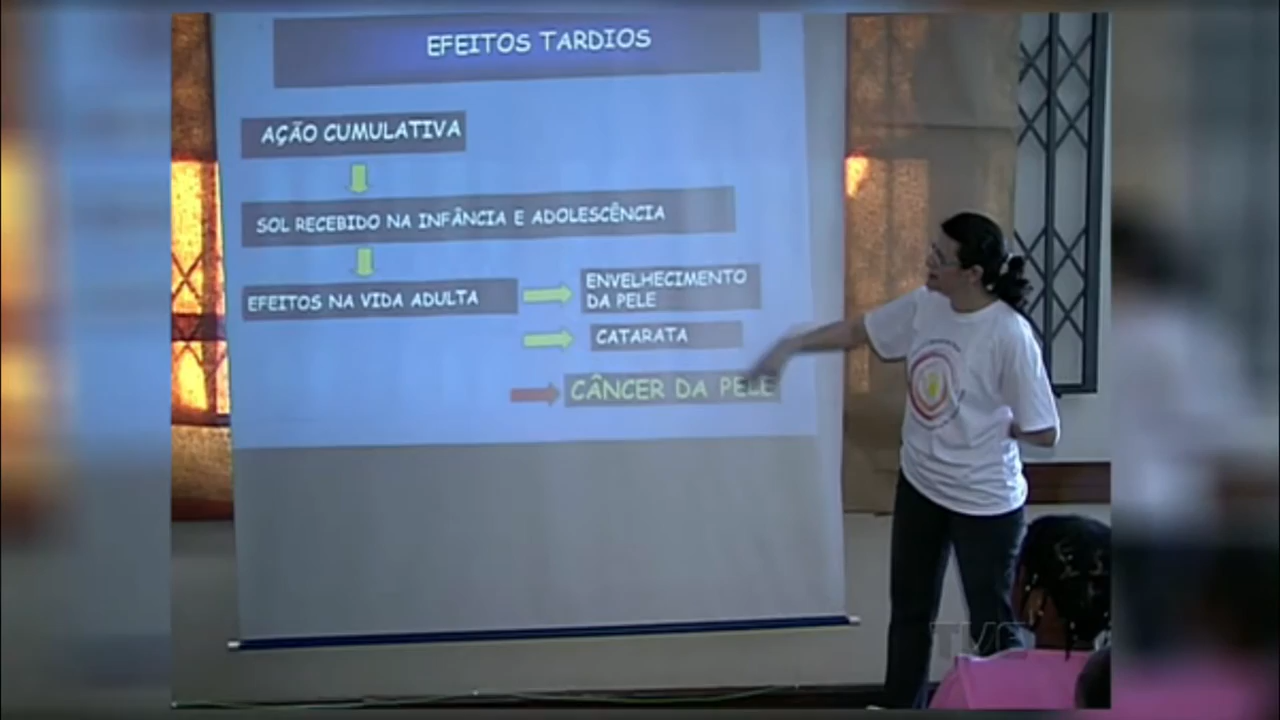 EFEITOS TARDIOS
AÇÃO CUMULATIVA
SOL RECEBIDO NA INFÂNCIA E ADOLESCÊNCIA
EFEITOS NA VIDA ADULTA
ENVELHECIMENTO
DA PELE
CATARATA
CÂNCER DA PELE
TVE